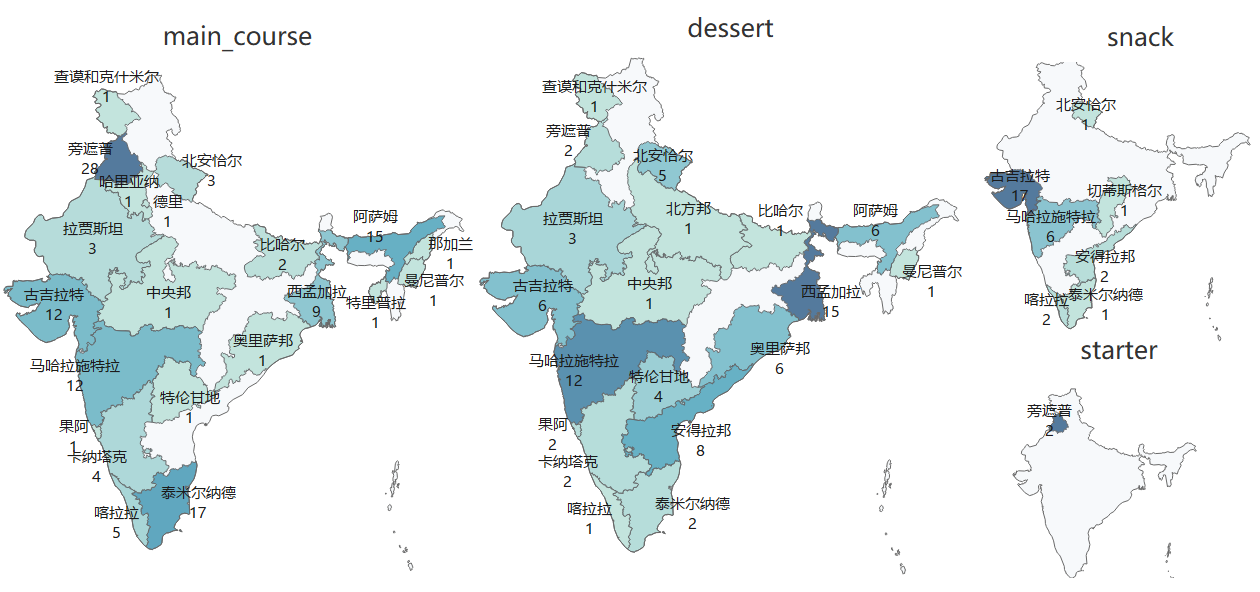 main_course
查谟和克什米尔
1
旁遮普
28
哈里亚纳
1
北安恰尔
3
德里
1
拉贾斯坦
3
比哈尔
2
阿萨姆
15
那加兰
1
曼尼普尔
1
特里普拉
1
西孟加拉
9
古吉拉特
12
中央邦
1
奥里萨邦
1
马哈拉施特拉
12
特伦甘地
1
果阿
1
卡纳塔克
4
泰米尔纳德
17
喀拉拉
5
dessert
查谟和克什米尔
1
旁遮普
2
北安恰尔
5
拉贾斯坦
3
北方邦
1
比哈尔
1
阿萨姆
6
曼尼普尔
1
古吉拉特
6
中央邦
1
西孟加拉
15
奥里萨邦
6
马哈拉施特拉
12
特伦甘地
4
果阿
2
安得拉邦
8
卡纳塔克
2
喀拉拉
1
泰米尔纳德
2
snack
北安恰尔
1
古吉拉特
17
切蒂斯格尔
1
马哈拉施特拉
6
安得拉邦
2
喀拉拉
2
泰米尔纳德
1
starter
旁遮普
2